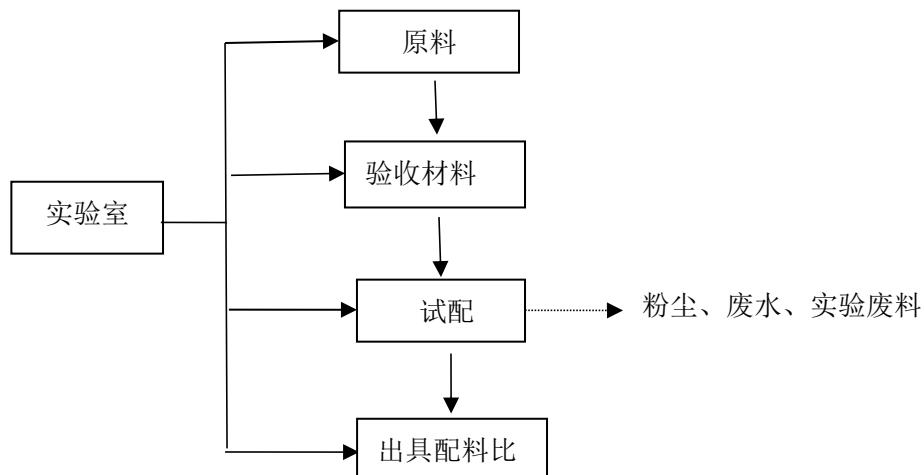 原料
验收材料
实验室
试配
粉尘、废水、实验废料
出具配料比